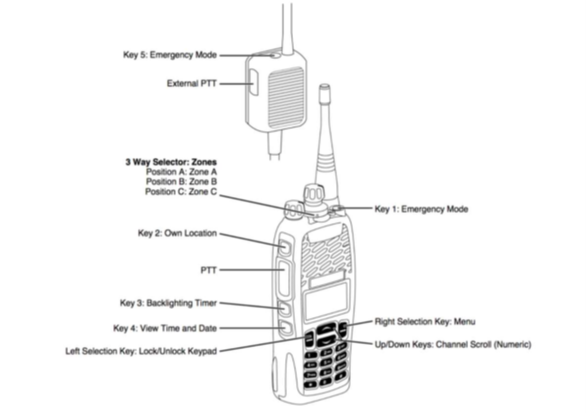 Key 5: Emergency Mode
External PTT
3 Way Selector: Zones
Position A: Zone A
Position B: Zone B
Position C: Zone C
Key 1: Emergency Mode
Key 2: Own Location
PTT
Key 3: Backlighting Timer
Key 4: View Time and Date
Right Selection Key: Menu
Left Selection Key: Lock/Unlock Keypad
Up/Down Keys: Channel Scroll (Numeric)